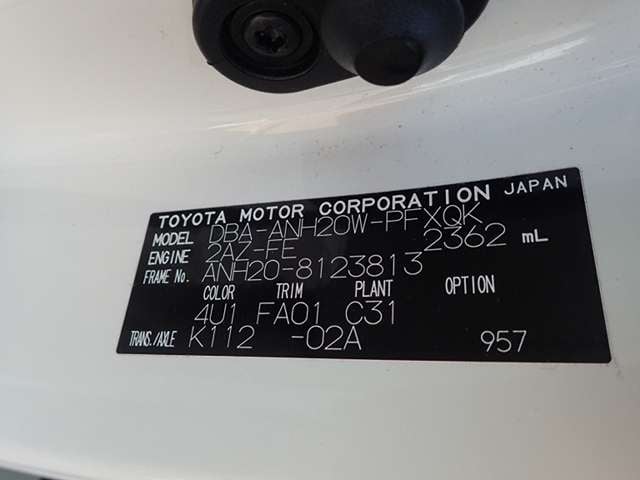 TOYOTA MOTOR CORPORATION JAPAN
MODEL DBA-ANH20W-PFXQK
ENGINE 2AZ-FE 2362 mL
FRAME No. ANH20-8123813
COLOR TRIM PLANT OPTION
4U1 FA01 C31
TRANS./AXLE K112 -02A 957